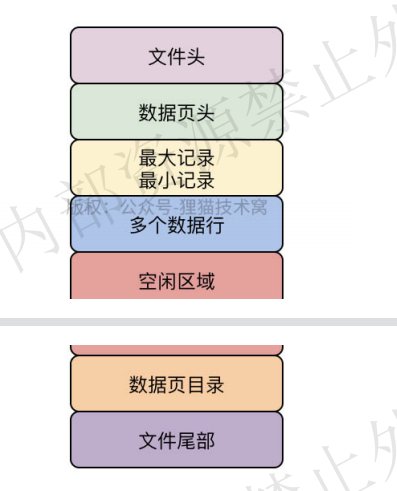 文件头
数据页头
最大记录
最小记录
版权：公众号-狸猫技术窝
多个数据行
空闲区域
数据页目录
文件尾部
内部资源禁止外
禁止外